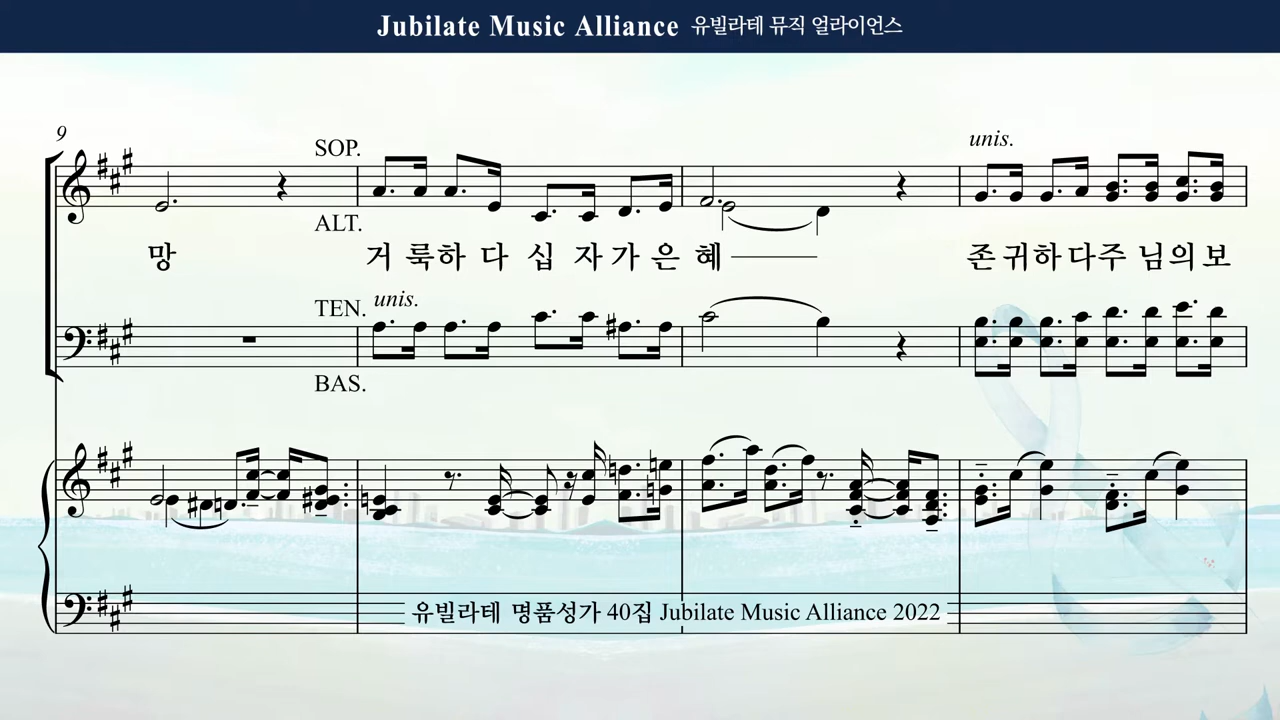 Jubilate Music Alliance 유빌라테 뮤직 얼라이언스
9
SOP.
unis.
ALT.
망 거 룩하 다 십 자 가 은 혜 존 귀 하 다 주 님 의 보
TEN. unis.
BAS.
유빌라테 명품성가 40집 Jubilate Music Alliance 2022